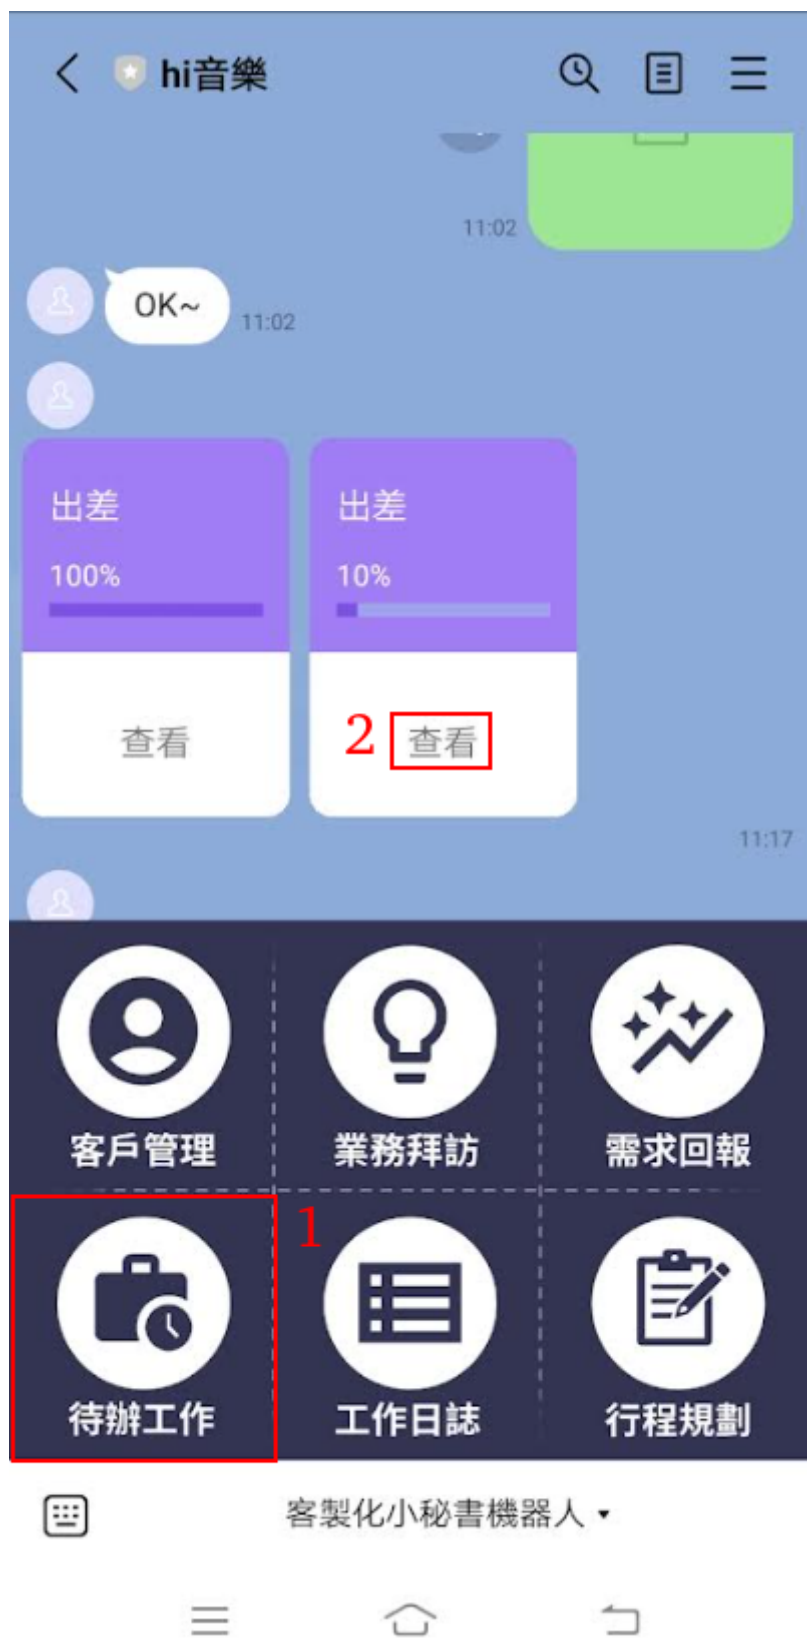 hi音樂
11:02
OK~
11:02
出差
100%
查看
出差
10%
2 查看
11:17
客戶管理
業務拜訪
需求回報
1
待辦工作
工作日誌
行程規劃
客製化小秘書機器人